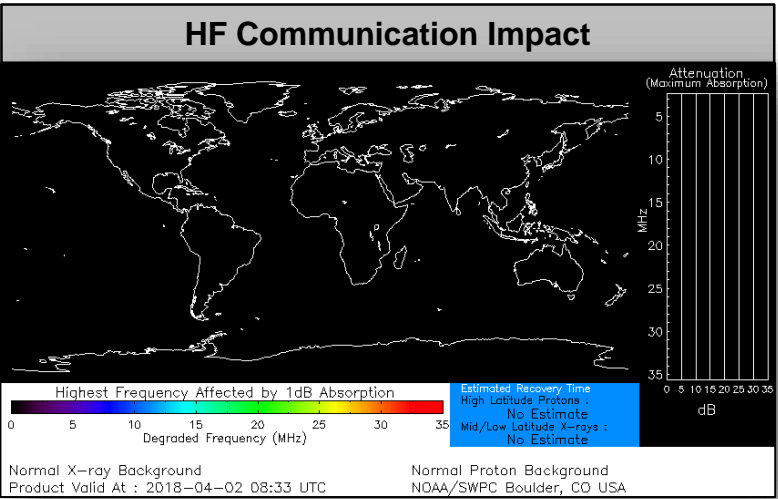 HF Communication Impact
Attenuation
(Maximum Absorption)
5
10
15
20
25
30
35
MHz
0 5 10 15 20 25 30 35
dB
Highest Frequency Affected by 1dB Absorption
0 5 10 15 20 25 30 35
Degraded Frequency (MHz)
Estimated Recovery Time
High Latitude Protons :
No Estimate
Mid/Low Latitude X-rays :
No Estimate
Normal X-ray Background
Normal Proton Background
Product Valid At : 2018-04-02 08:33 UTC
NOAA/SWPC Boulder, CO USA